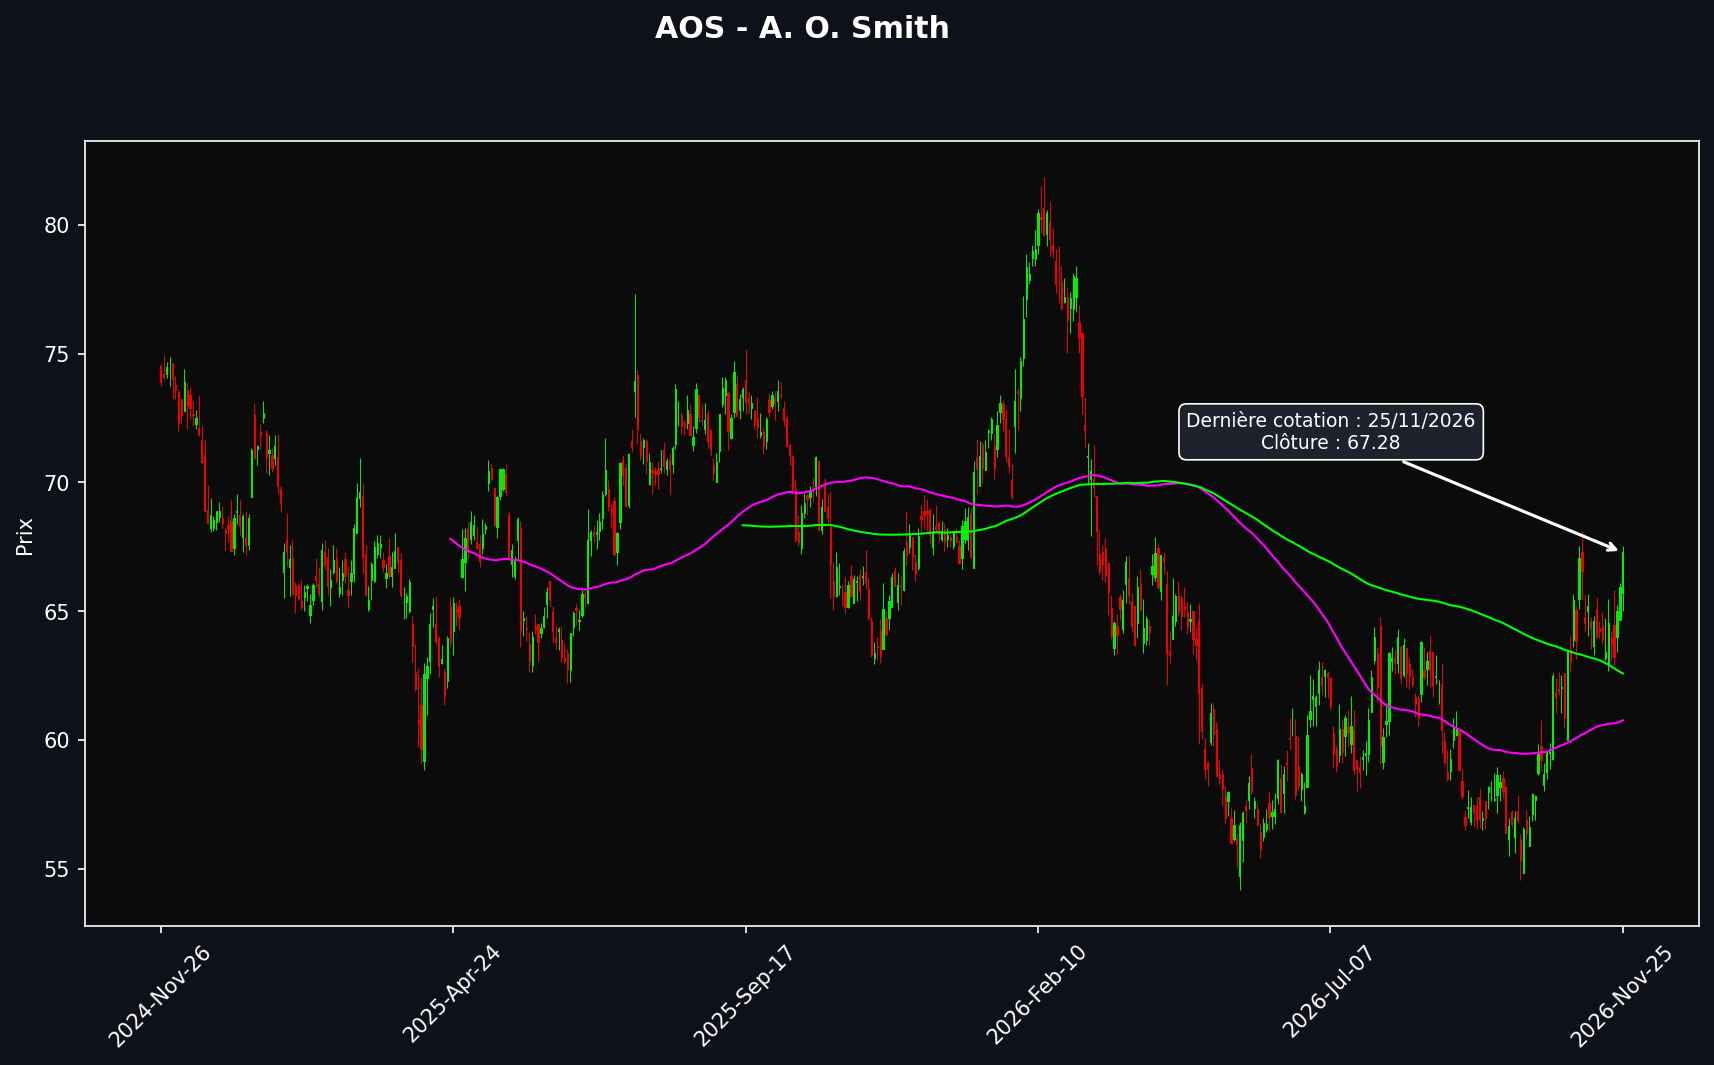 AOS - A. O. Smith
Prix
80
75
70
65
60
55
Dernière cotation : 25/11/2026
Clôture : 67.28
2024-Nov-26
2025-Apr-24
2025-Sep-17
2026-Feb-10
2026-Jul-07
2026-Nov-25